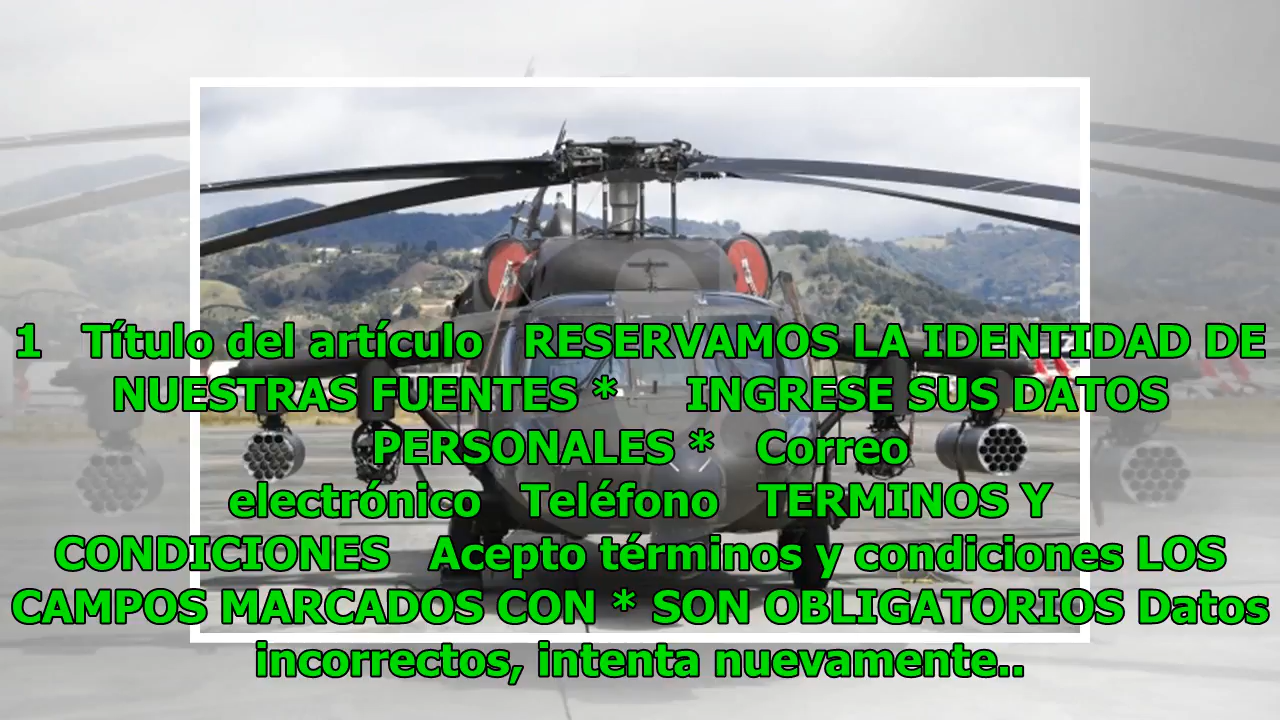 1 Título del artículo RESERVAMOS LA IDENTIDAD DE
NUESTRAS FUENTES * INGRESE SUS DATOS
PERSONALES * Correo
electrónico Teléfono TERMINOS Y
CONDICIONES Acepto términos y condiciones LOS
CAMPOS MARCADOS CON * SON OBLIGATORIOS Datos
incorrectos, intenta nuevamente..